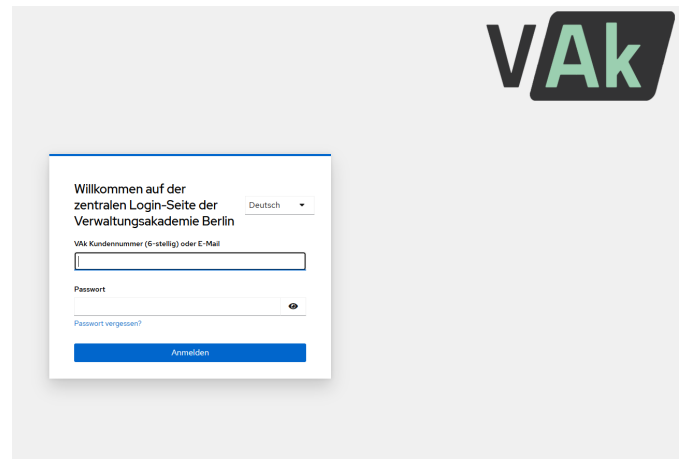 VAk
Willkommen auf der
zentralen Login-Seite der
Verwaltungsakademie Berlin
Deutsch
VAk Kundennummer (6-stellig) oder E-Mail
Passwort
Passwort vergessen?
Anmelden